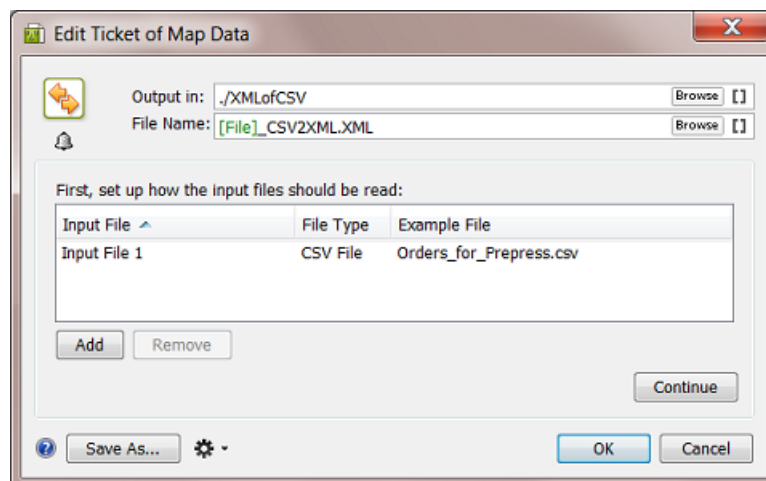 Edit Ticket of Map Data
Output in: ./XMLofCSV Browse []
File Name: [File]_CSV2XML.XML Browse []
First, set up how the input files should be read:
Input File File Type Example File
Input File 1 CSV File Orders_for_Prepress.csv
Add Remove
Continue
Save As... OK Cancel